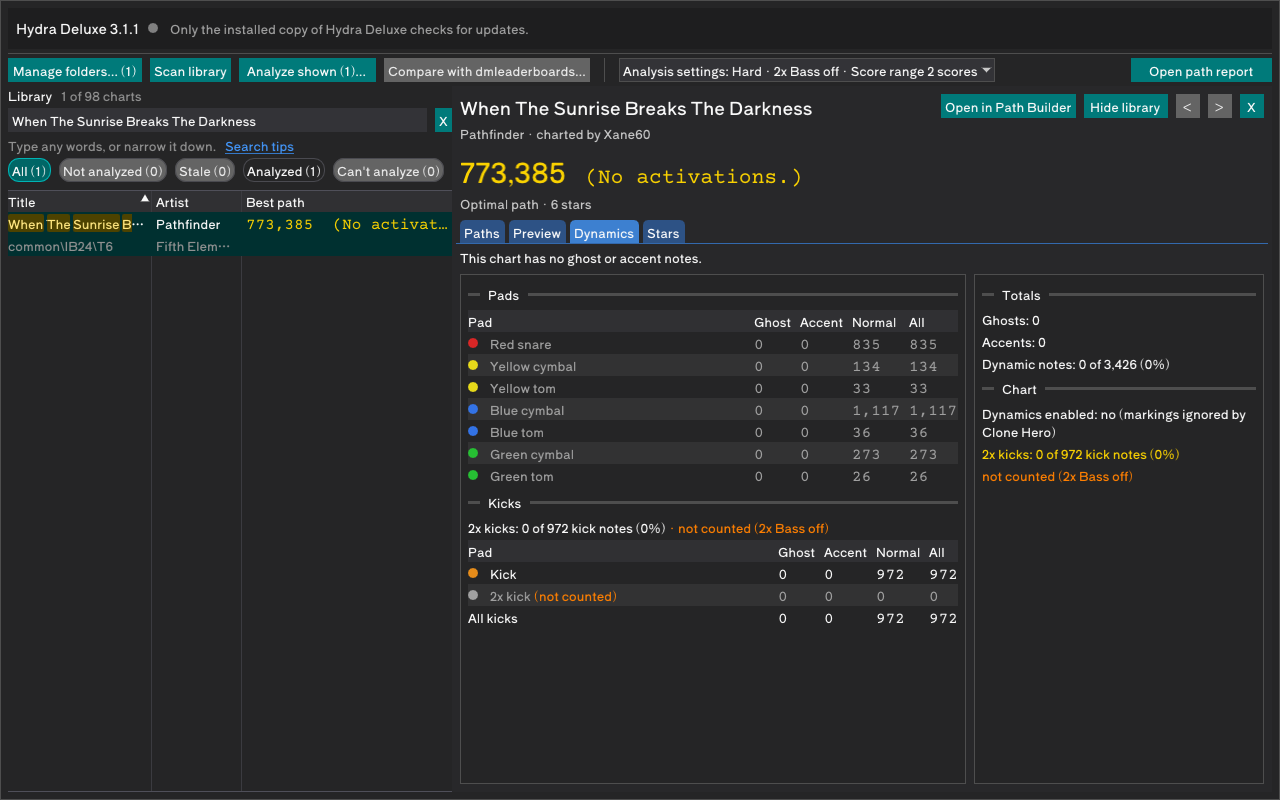 Hydra Deluxe 3.1.1 Only the installed copy of Hydra Deluxe checks for updates.
Manage folders... (1) Scan library Analyze shown (1)... Compare with dmleaderboards... Analysis settings: Hard · 2x Bass off · Score range 2 scores Open path report
Library 1 of 98 charts
When The Sunrise Breaks The Darkness X
Type any words, or narrow it down. Search tips
All (1) Not analyzed (0) Stale (0) Analyzed (1) Can't analyze (0)
Title Artist Best path
When The Sunrise B··· Pathfinder 773,385 (No activat…
common\IB24\T6 Fifth Elem···
When The Sunrise Breaks The Darkness Open in Path Builder Hide library < > X
Pathfinder · charted by Xane60
773,385 (No activations.)
Optimal path · 6 stars
Paths Preview Dynamics Stars
This chart has no ghost or accent notes.
Pads
Pad Ghost Accent Normal All
Red snare 0 0 835 835
Yellow cymbal 0 0 134 134
Yellow tom 0 0 33 33
Blue cymbal 0 0 1,117 1,117
Blue tom 0 0 36 36
Green cymbal 0 0 273 273
Green tom 0 0 26 26
Kicks
2x kicks: 0 of 972 kick notes (0%) · not counted (2x Bass off)
Pad Ghost Accent Normal All
Kick 0 0 972 972
2x kick (not counted) 0 0 0 0
All kicks 0 0 972 972
Totals
Ghosts: 0
Accents: 0
Dynamic notes: 0 of 3,426 (0%)
Chart
Dynamics enabled: no (markings ignored by
Clone Hero)
2x kicks: 0 of 972 kick notes (0%)
not counted (2x Bass off)